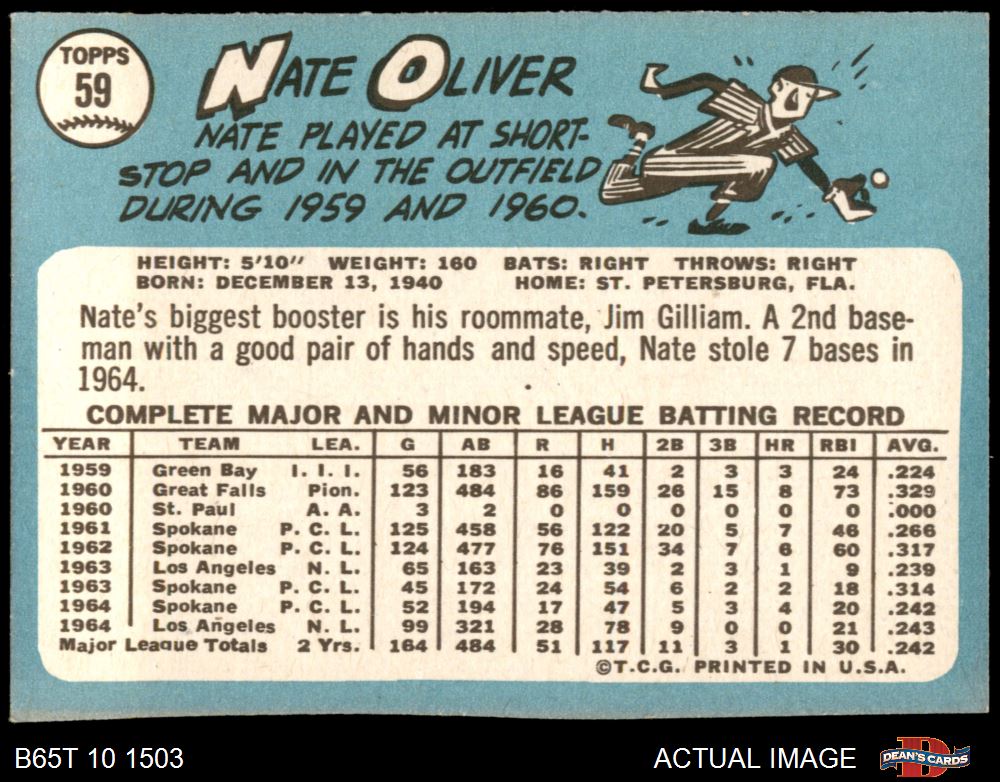 TOPPS
59
NATE OLIVER
NATE PLAYED AT SHORT-
STOP AND IN THE OUTFIELD
DURING 1959 AND 1960.
HEIGHT: 5'10" WEIGHT: 160 BATS: RIGHT THROWS: RIGHT
BORN: DECEMBER 13, 1940 HOME: ST. PETERSBURG, FLA.
Nate's biggest booster is his roommate, Jim Gilliam. A 2nd base-
man with a good pair of hands and speed, Nate stole 7 bases in
1964.
COMPLETE MAJOR AND MINOR LEAGUE BATTING RECORD
YEAR TEAM LEA. G AB R H 2B 3B HR RBI AVG.
1959 Green Bay I. I. I. 56 183 16 41 2 3 3 24 .224
1960 Great Falls Pion. 123 484 86 159 26 15 8 73 .329
1960 St. Paul A. A. 3 2 0 0 0 0 0 0 .000
1961 Spokane P. C. L. 125 458 56 122 20 5 7 46 .266
1962 Spokane P. C. L. 124 477 76 151 34 7 6 60 .317
1963 Los Angeles N. L. 65 163 23 39 2 3 1 9 .239
1963 Spokane P. C. L. 45 172 24 54 6 2 2 18 .314
1964 Spokane P. C. L. 52 194 17 47 5 3 4 20 .242
1964 Los Angeles N. L. 99 321 28 78 9 0 0 21 .243
Major League Totals 2 Yrs. 164 484 51 117 11 3 1 30 .242
©T.C.G. PRINTED IN U.S.A.
B65T 10 1503 ACTUAL IMAGE DEAN'S CARDS